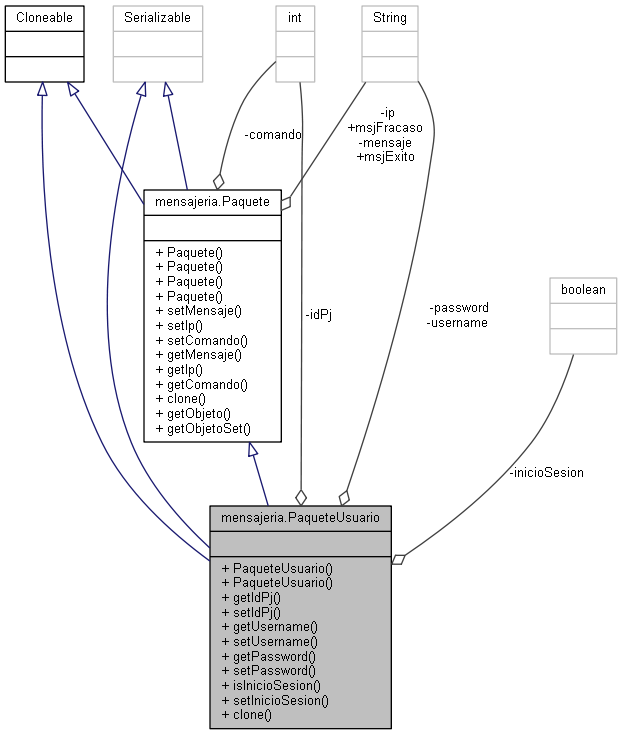 Cloneable
Serializable
int
String
-comando
-ip
+msjFracaso
-mensaje
+msjExito
mensajeria.Paquete
+ Paquete()
+ Paquete()
+ Paquete()
+ Paquete()
+ setMensaje()
+ setIp()
+ setComando()
+ getMensaje()
+ getIp()
+ getComando()
+ clone()
+ getObjeto()
+ getObjetoSet()
boolean
-idPj
-password
-username
-inicioSesion
mensajeria.PaqueteUsuario
+ PaqueteUsuario()
+ PaqueteUsuario()
+ getIdPj()
+ setIdPj()
+ getUsername()
+ setUsername()
+ getPassword()
+ setPassword()
+ isInicioSesion()
+ setInicioSesion()
+ clone()